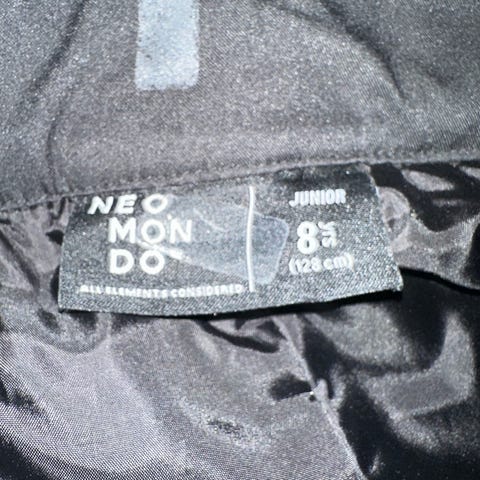 NEO
MON
DO
ALL ELEMENTS CONSIDERED
JUNIOR
8
(128 cm)